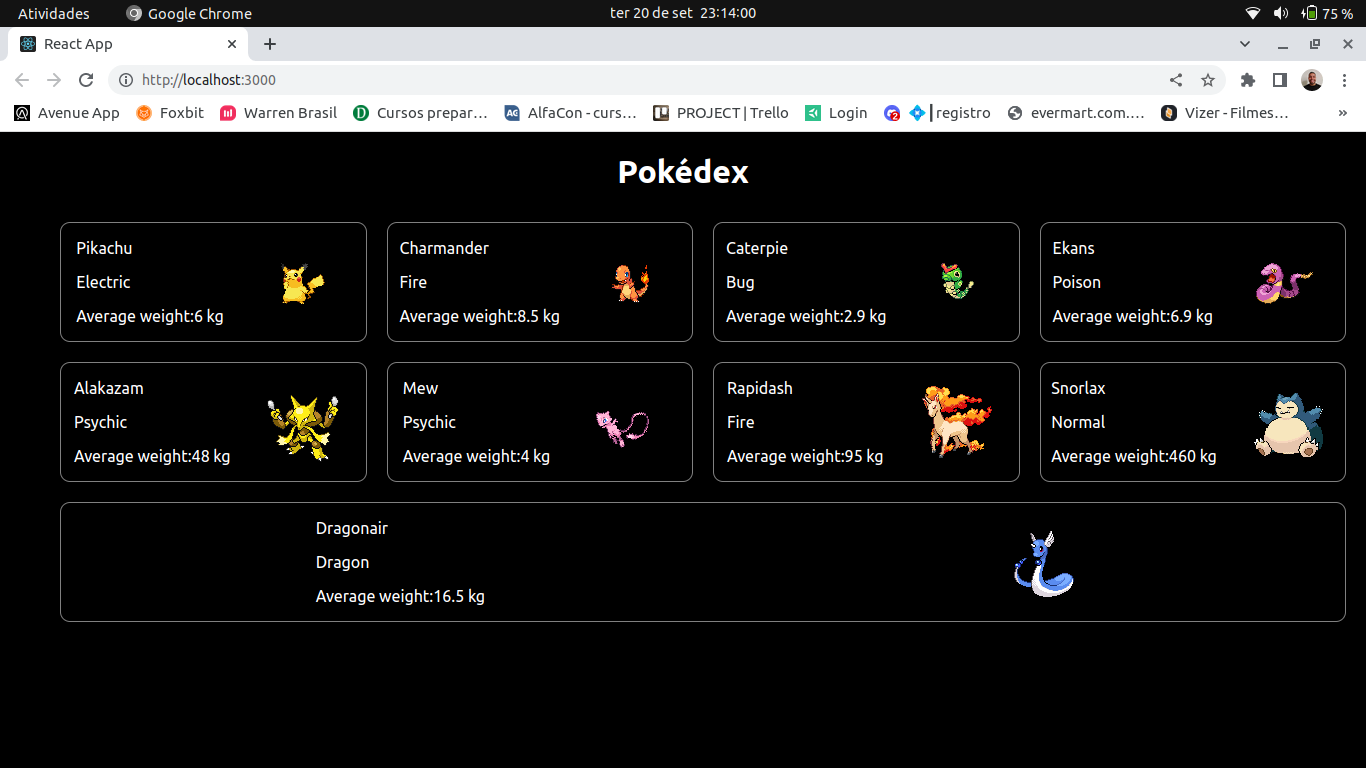 Atividades
Google Chrome
ter 20 de set 23:14:00
75 %
React App
http://localhost:3000
Avenue App
Foxbit
Warren Brasil
Cursos prepar...
AlfaCon - curs...
PROJECT | Trello
Login
2
registro
evermart.com....
Vizer - Filmes...
»
Pokédex
Pikachu
Electric
Average weight:6 kg
Charmander
Fire
Average weight:8.5 kg
Caterpie
Bug
Average weight:2.9 kg
Ekans
Poison
Average weight:6.9 kg
Alakazam
Psychic
Average weight:48 kg
Mew
Psychic
Average weight:4 kg
Rapidash
Fire
Average weight:95 kg
Snorlax
Normal
Average weight:460 kg
Dragonair
Dragon
Average weight:16.5 kg